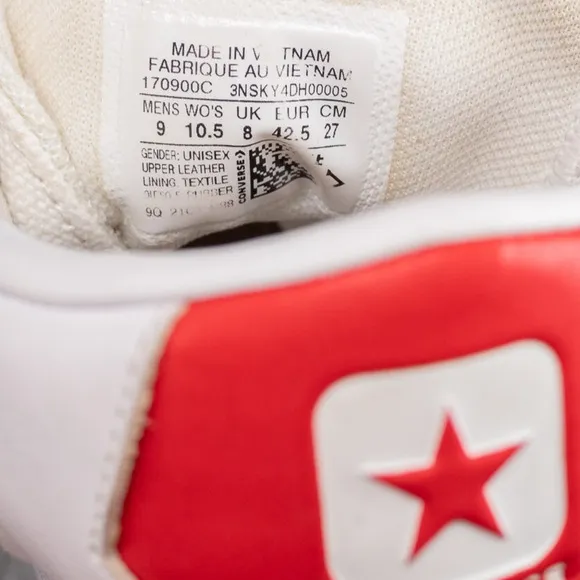 MADE IN V TNAM
FABRIQUE AU VIETNAM
170900C 3NSKY4DH00005
MENS WO'S UK EUR CM
9 10.5 8 42.5 27
GENDER: UNISEX
UPPER LEATHER
LINING: TEXTILE
CONVERSE